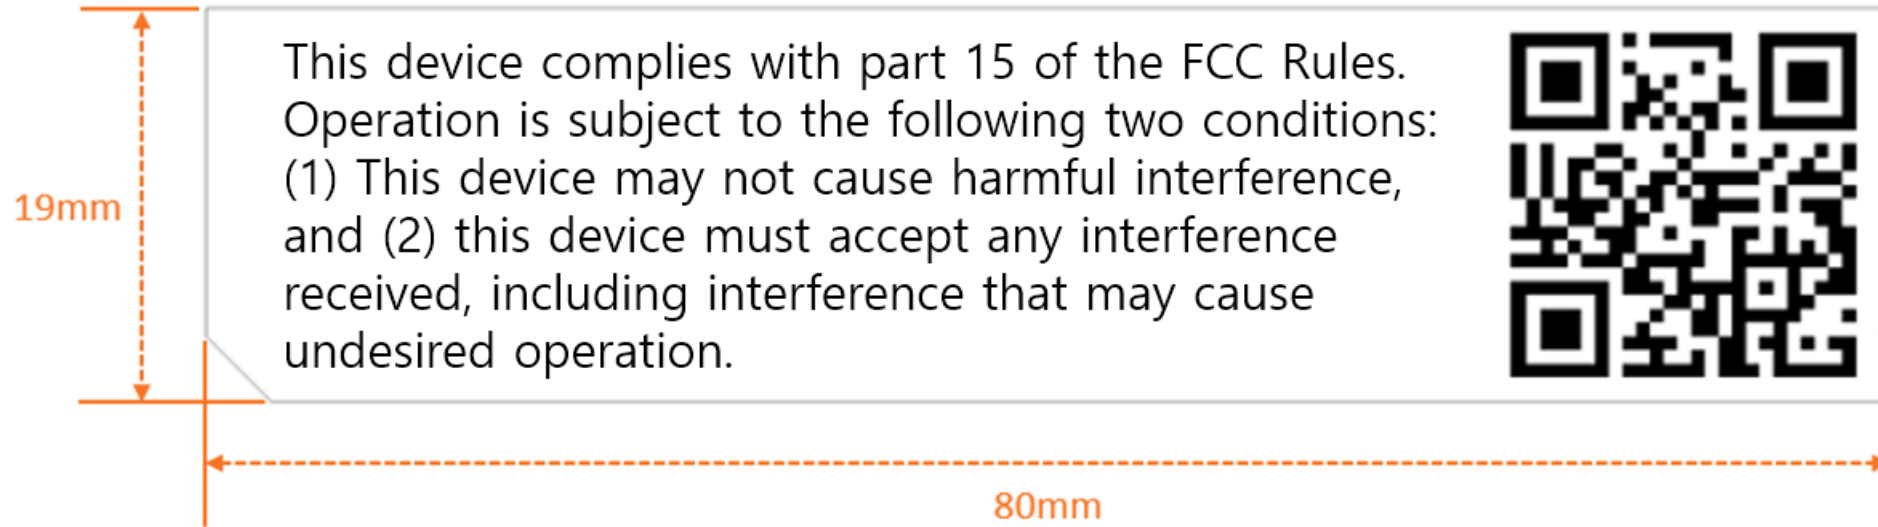 This device complies with part 15 of the FCC Rules.
Operation is subject to the following two conditions:
(1) This device may not cause harmful interference,
and (2) this device must accept any interference
received, including interference that may cause
undesired operation.
19mm
80mm